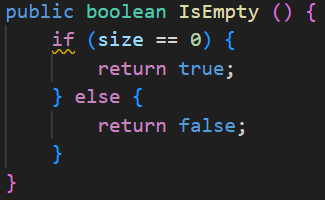 public boolean IsEmpty () {
    if (size == 0) {
        return true;
    } else {
        return false;
    }
}